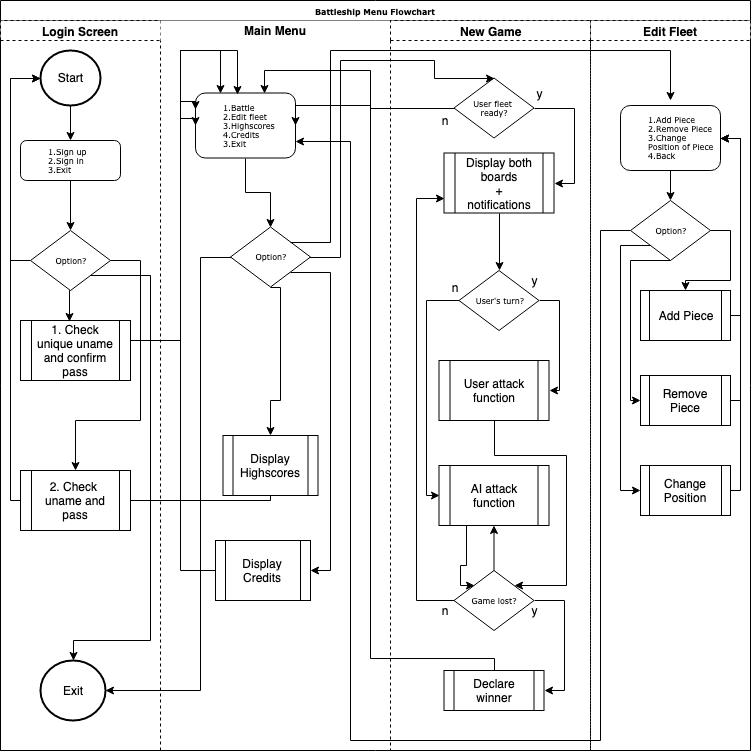 Battleship Menu Flowchart
Login Screen
Main Menu
New Game
Edit Fleet
Start
1.Sign up
2.Sign in
3.Exit
Option?
1. Check
unique uname
and confirm
pass
2. Check
uname and
pass
Exit
1.Battle
2.Edit fleet
3.Highscores
4.Credits
3.Exit
Option?
Display
Highscores
Display
Credits
User fleet
ready?
y
n
Display both
boards
+
notifications
User's turn?
n
y
User attack
function
AI attack
function
Game lost?
n
y
Declare
winner
1.Add Piece
2.Remove Piece
3.Change
Position of Piece
4.Back
Option?
Add Piece
Remove
Piece
Change
Position